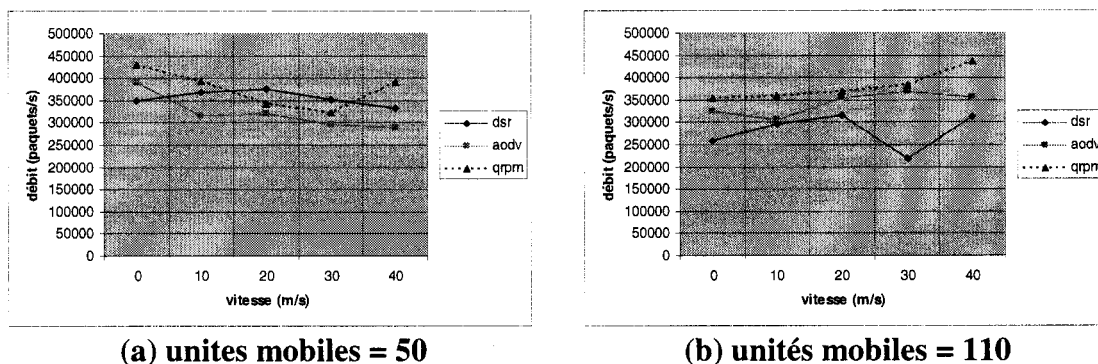 500000
450000
400000
350000
300000
250000
200000
150000
100000
50000
0
débit (paquets/s)
0 10 20 30 40
vitesse (m/s)
dsr
aodv
qrpm
(a) unites mobiles = 50
500000
450000
400000
350000
300000
250000
200000
150000
100000
50000
0
débit (paquets/s)
0 10 20 30 40
vitesse (m/s)
dsr
aodv
qrpm
(b) unités mobiles = 110